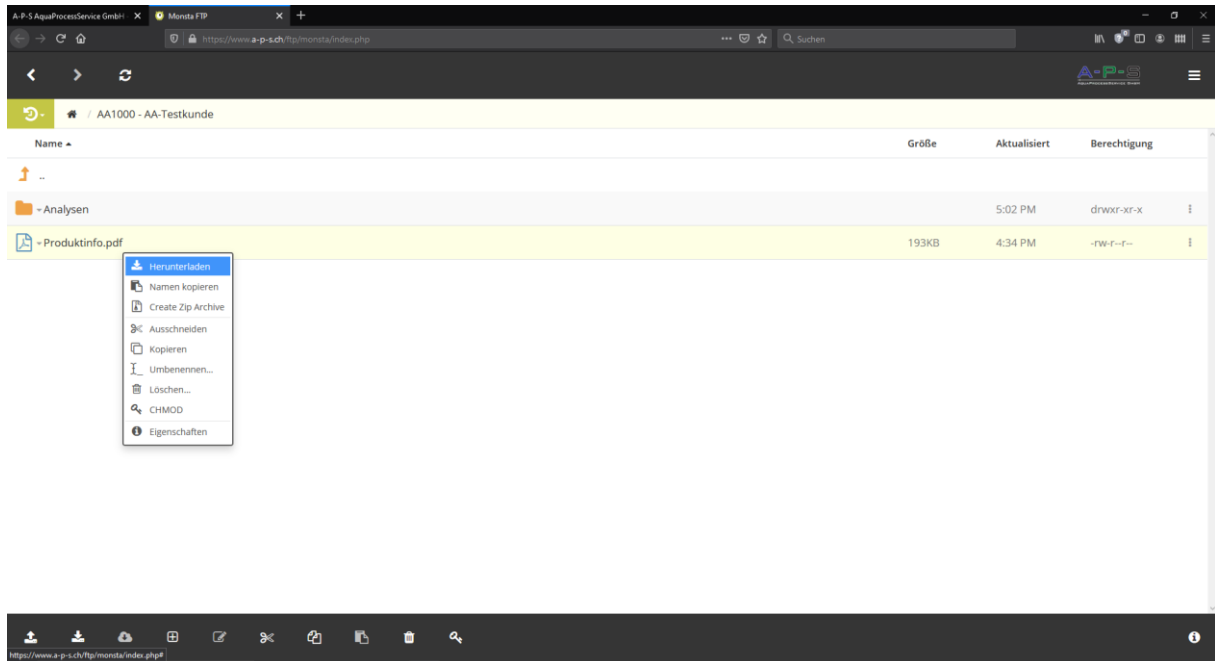 A-P-S AquaProcessService GmbH -
Monsta FTP
https://www.a-p-s.ch/ftp/monsta/index.php
Suchen
A-P-S
AquaProcessService GmbH
/ AA1000 - AA-Testkunde
Name Größe Aktualisiert Berechtigung
..
Analysen 5:02 PM drwxr-xr-x
Produktinfo.pdf 193KB 4:34 PM -rw-r--r--
Herunterladen
Namen kopieren
Create Zip Archive
Ausschneiden
Kopieren
Umbenennen...
Löschen...
CHMOD
Eigenschaften
https://www.a-p-s.ch/ftp/monsta/index.php#